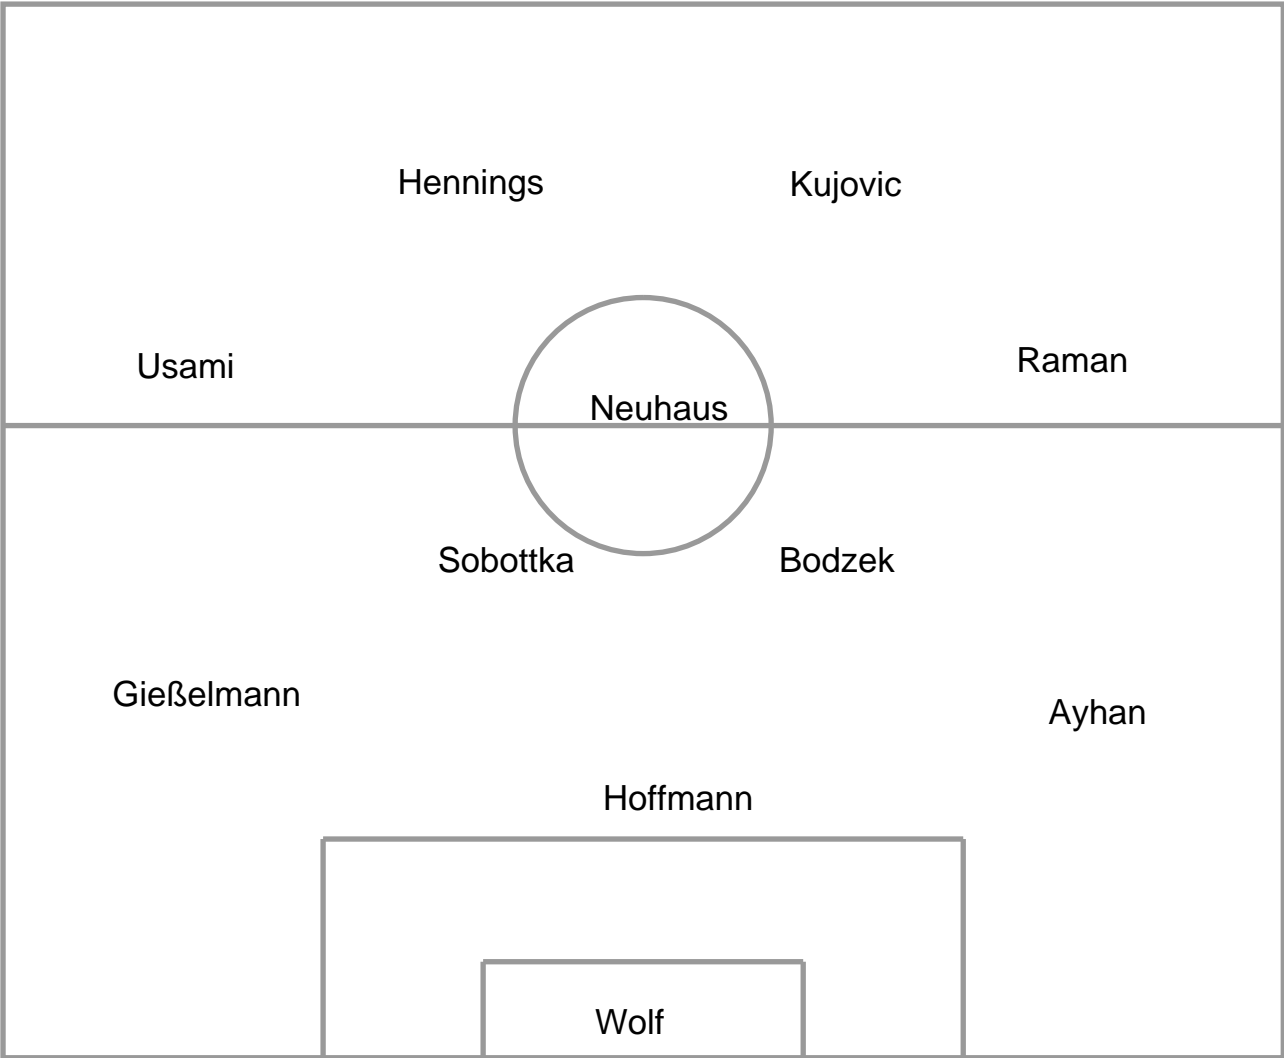 Hennings
Kujovic
Usami
Raman
Neuhaus
Sobottka
Bodzek
Gießelmann
Ayhan
Hoffmann
Wolf